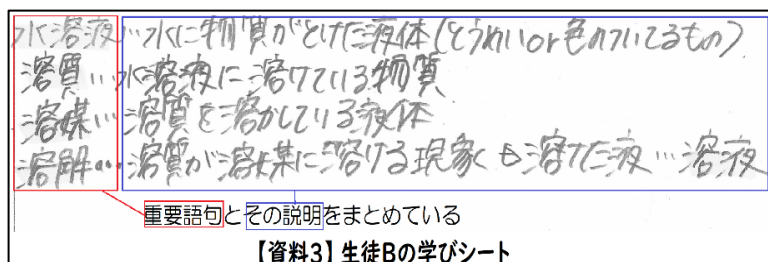 水溶液…水に物質がとけた液体(とうめいor色のついてるもの)
溶質…水溶液に溶けている物質
溶媒…溶質を溶かしている液体
溶解…溶質が溶媒に溶ける現象 溶けた液…溶液
重要語句とその説明をまとめている
【資料3】生徒Bの学びシート